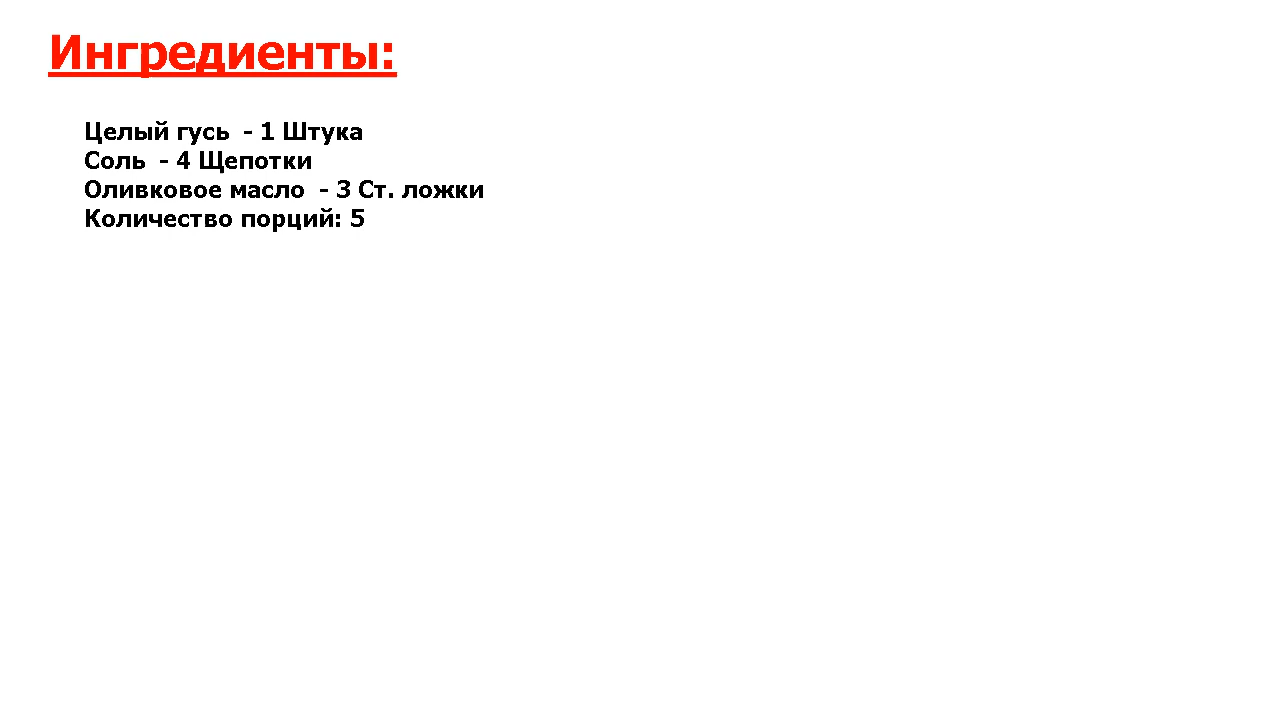 Ингредиенты:
Целый гусь  - 1 Штука
Соль  - 4 Щепотки
Оливковое масло  - 3 Ст. ложки
Количество порций: 5